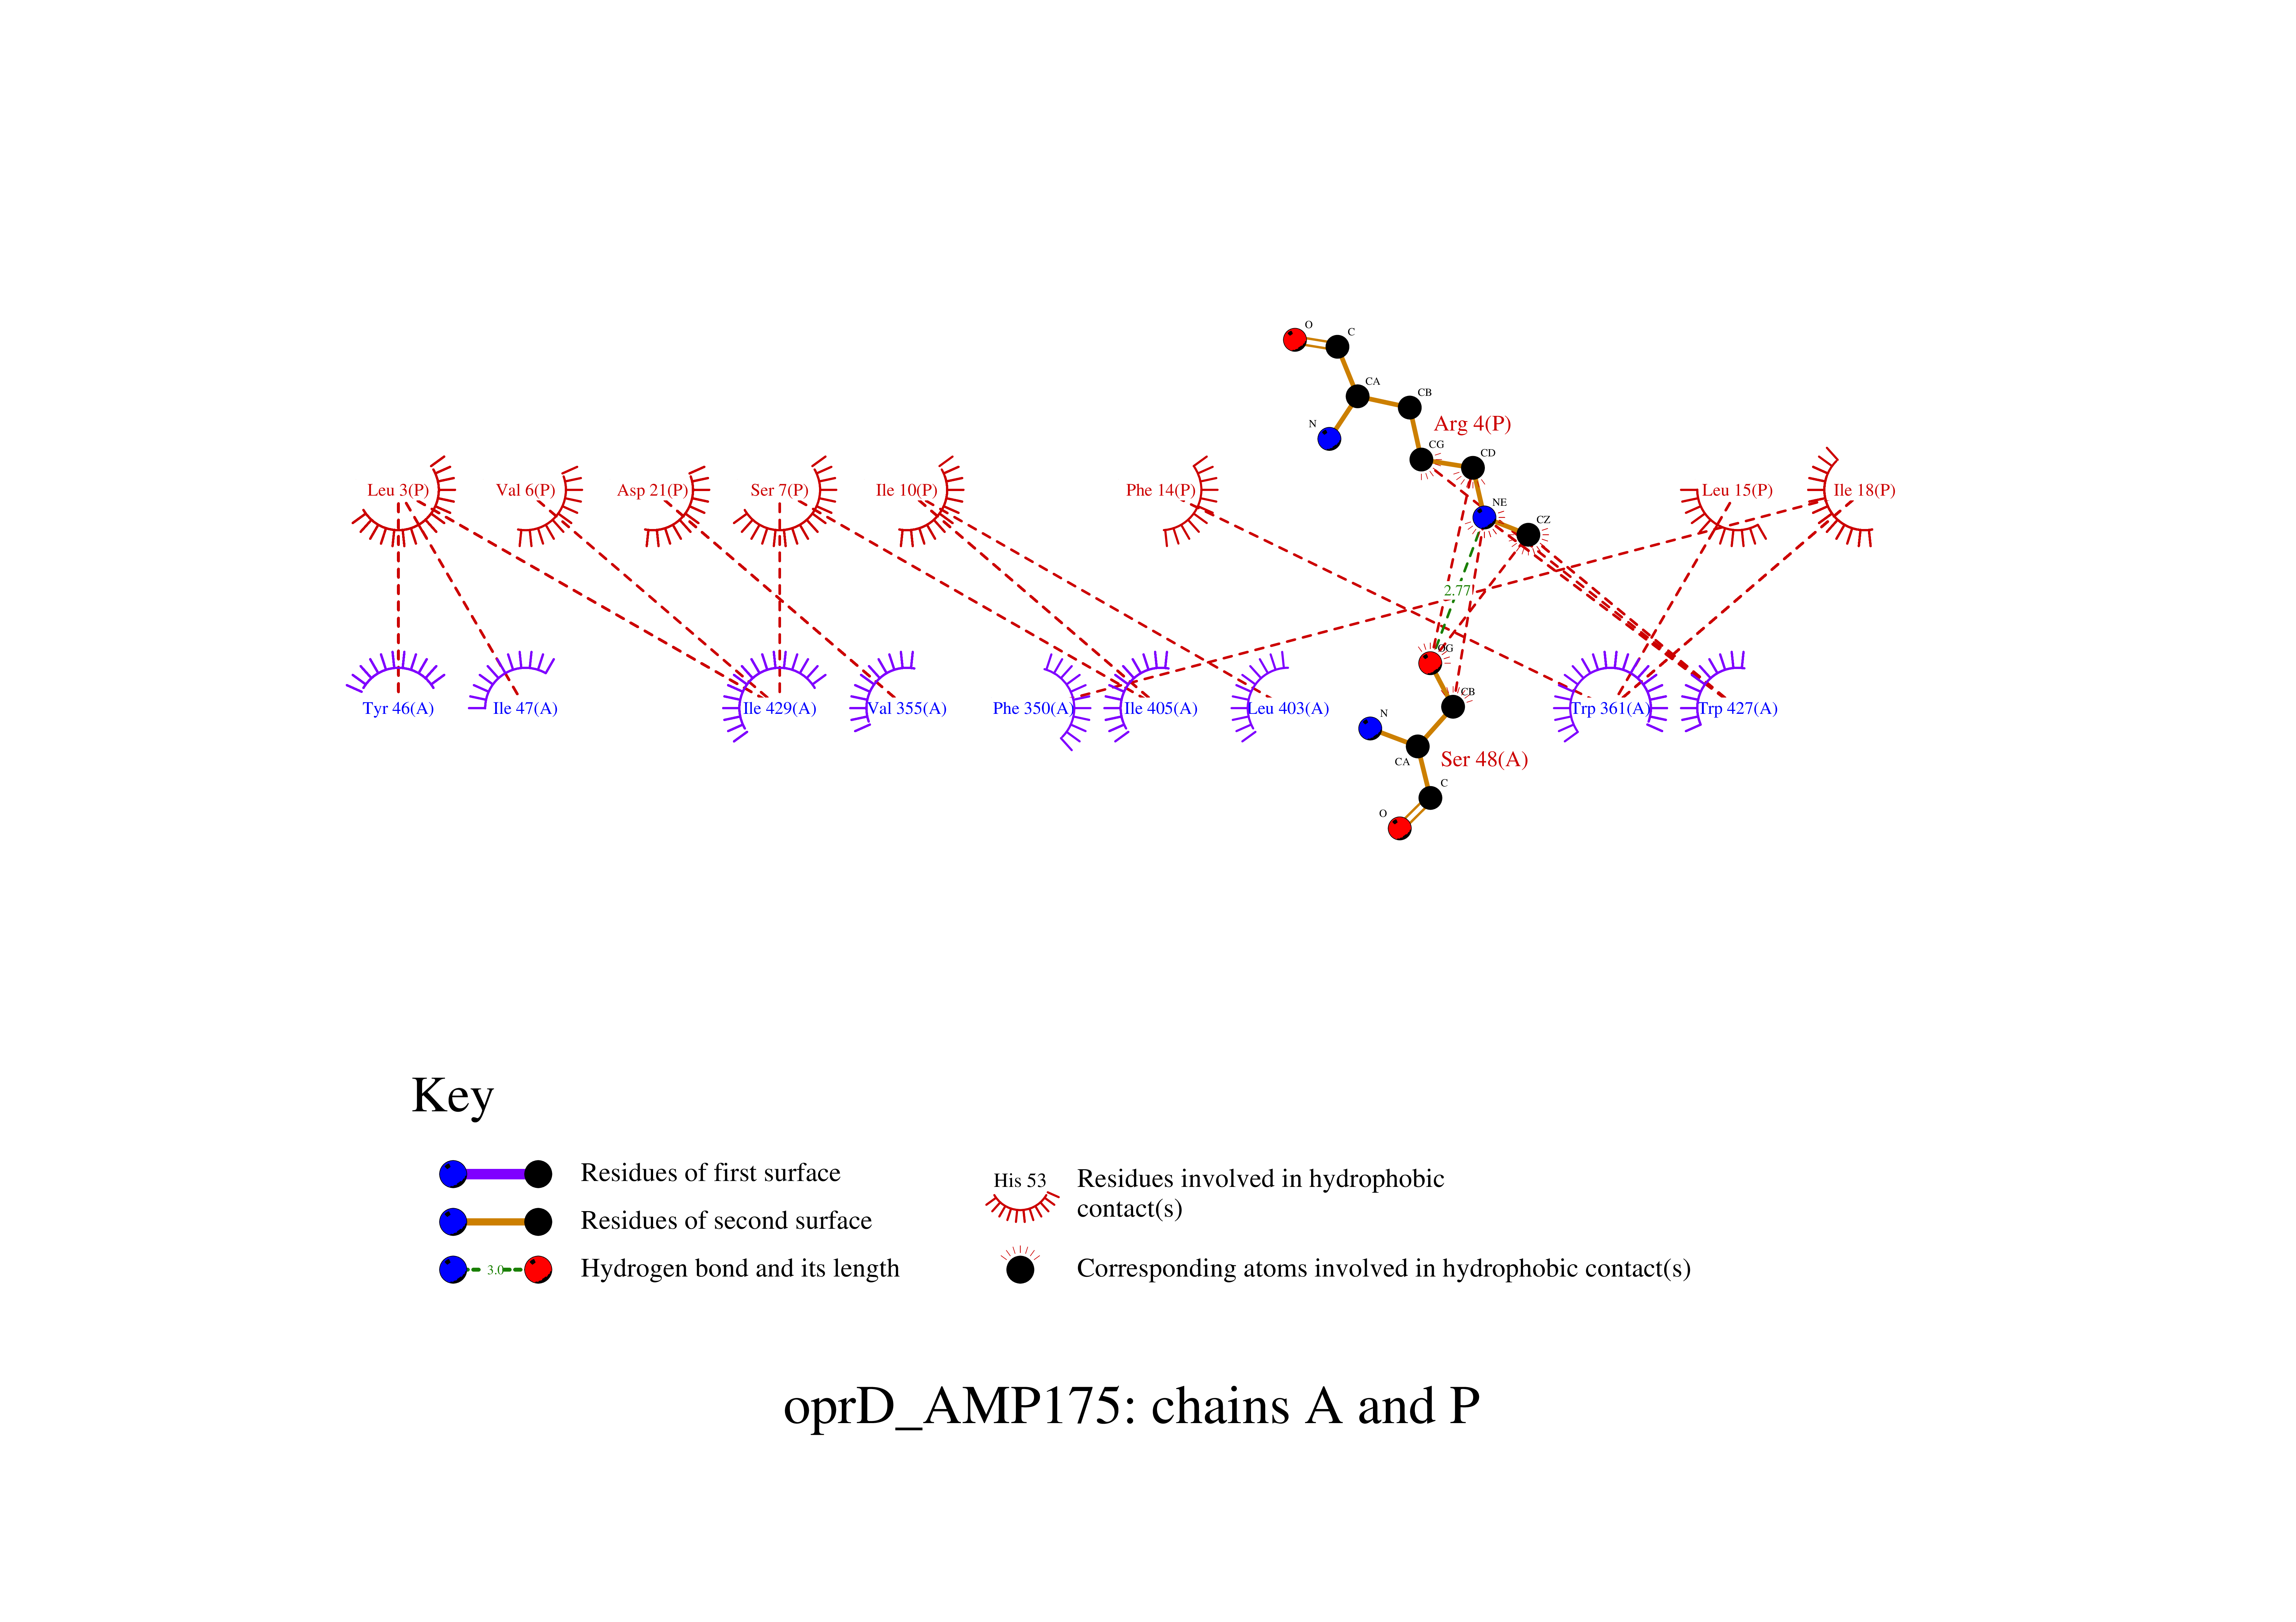 O C
CA
CB
N
Arg 4(P)
CG
CD
Leu 3(P) Val 6(P) Asp 21(P) Ser 7(P) Ile 10(P) Phe 14(P) Leu 15(P) Ile 18(P)
NE
CZ
2.77
OG
CB
Tyr 46(A) Ile 47(A) Ile 429(A) Val 355(A) Phe 350(A) Ile 405(A) Leu 403(A) N Trp 361(A) Trp 427(A)
CA Ser 48(A)
C
O
Key
Residues of first surface
Residues of second surface
3.0 Hydrogen bond and its length
His 53 Residues involved in hydrophobic
contact(s)
Corresponding atoms involved in hydrophobic contact(s)
oprD_AMP175: chains A and P